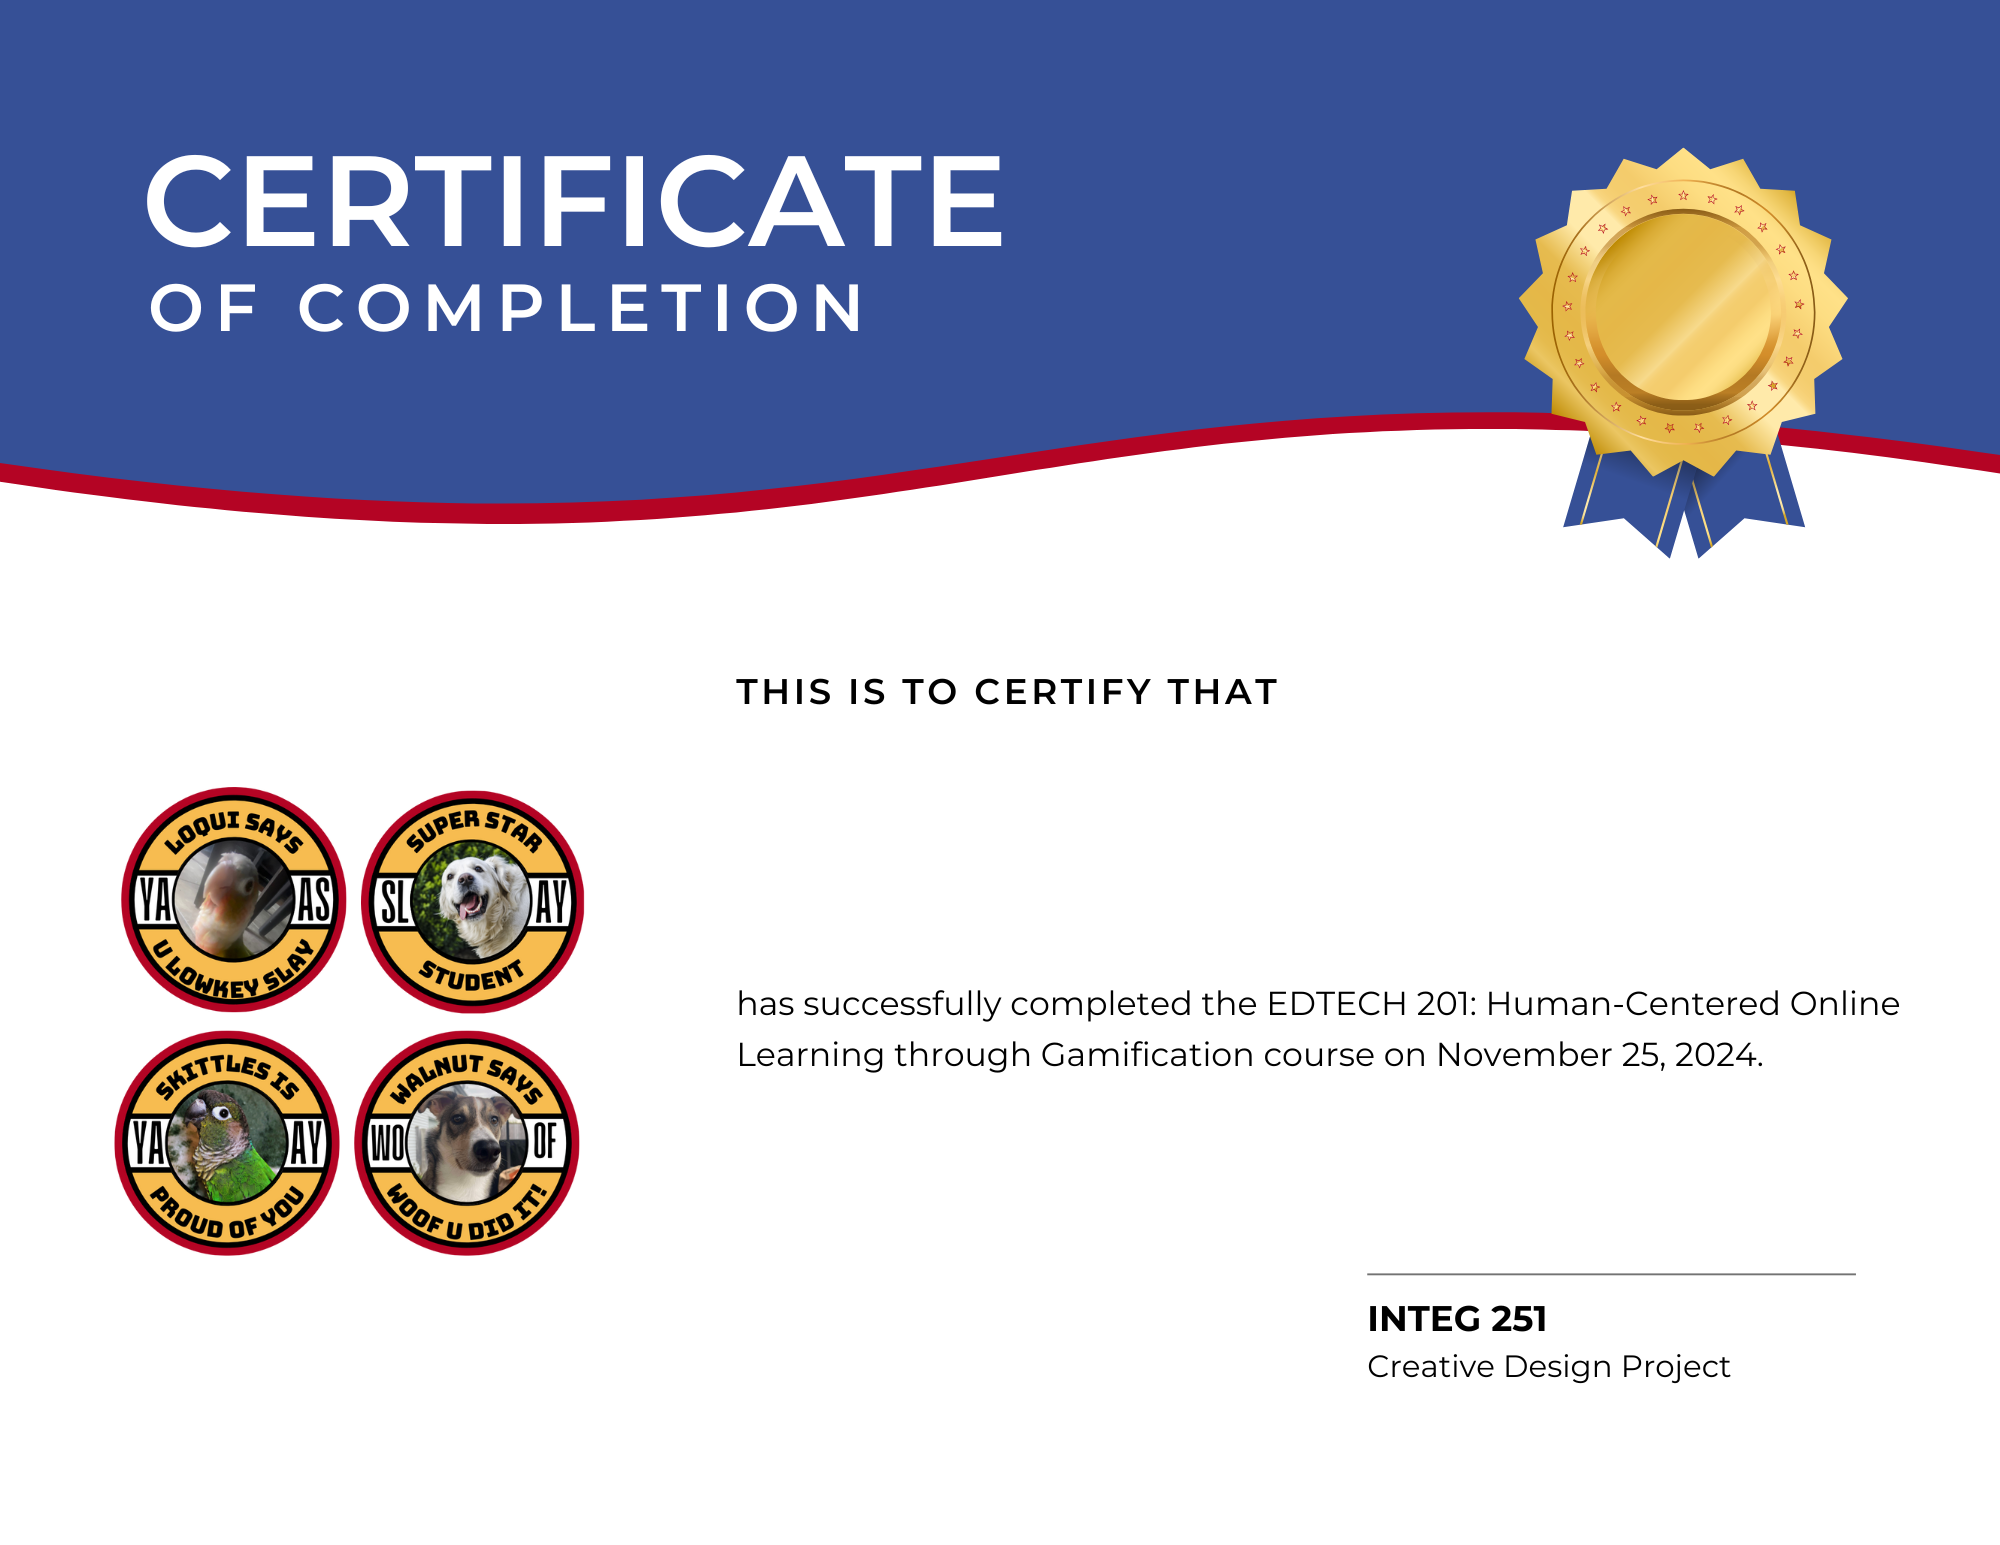 CERTIFICATE
OF COMPLETION
THIS IS TO CERTIFY THAT
LOQUI SAYS
YA AS
U LOWKEY SLAY
SUPER STAR
SL AY
STUDENT
SKITTLES IS
YA AY
PROUD OF YOU
WALNUT SAYS
WO OF
WOOF U DID IT!
has successfully completed the EDTECH 201: Human-Centered Online
Learning through Gamification course on November 25, 2024.
INTEG 251
Creative Design Project